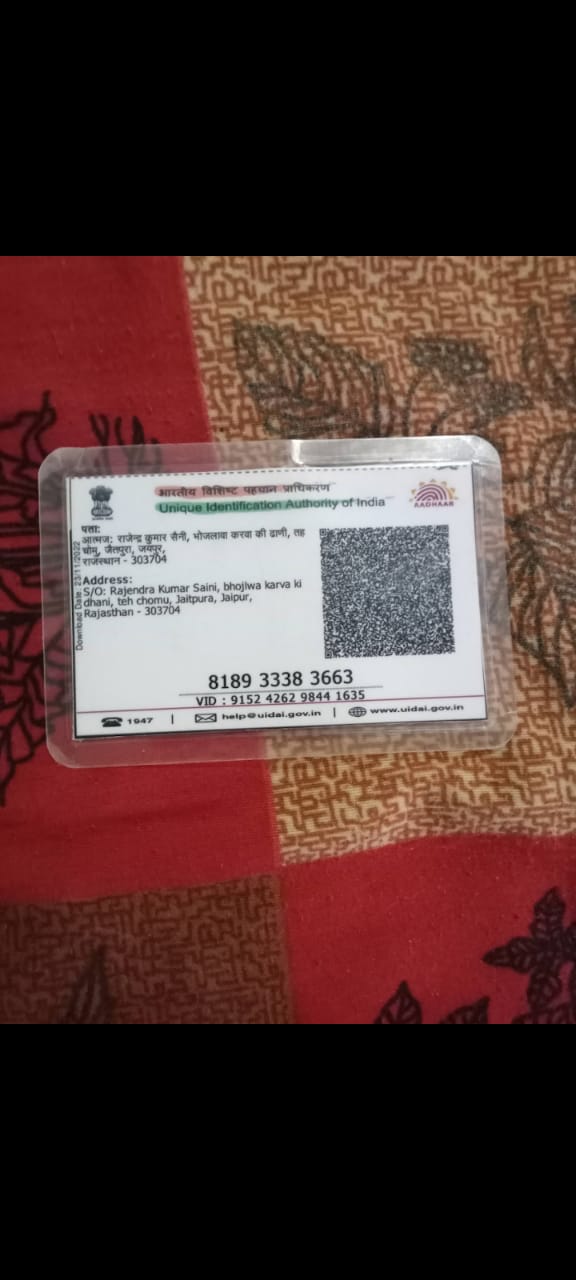 भारतीय विशिष्ट पहचान प्राधिकरण
Unique Identification Authority of India
AADHAAR
पता:
आत्मज: राजेन्द्र कुमार सैनी, भोजलावा करवा की ढाणी, तह
चोमु, जैतपुरा, जयपुर,
राजस्थान - 303704
Address:
S/O: Rajendra Kumar Saini, bhojlwa karva ki
dhani, teh chomu, Jaitpura, Jaipur,
Rajasthan - 303704
Download Date: 23/11/2022
8189 3338 3663
VID : 9152 4262 9844 1635
1947 | help@uidai.gov.in | www.uidai.gov.in